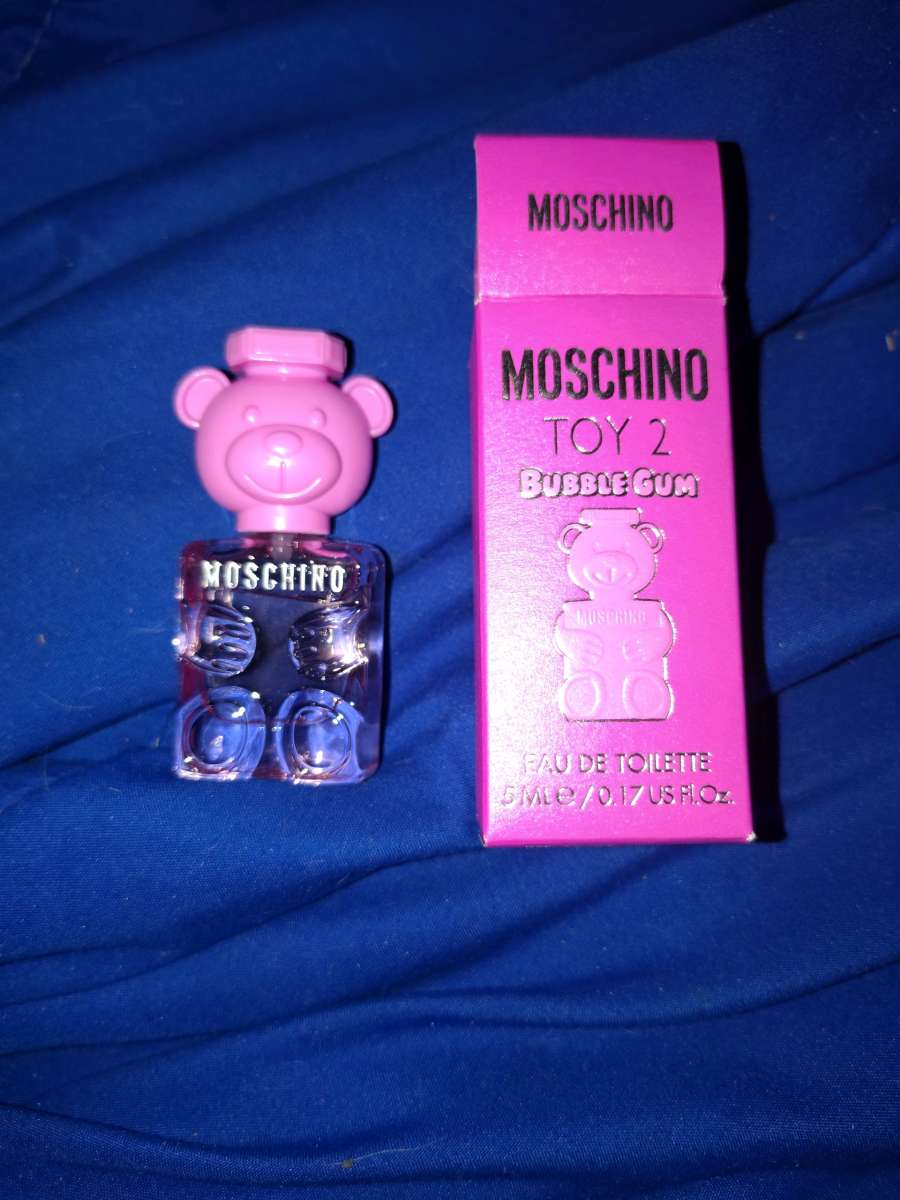 MOSCHINO
MOSCHINO
MOSCHINO
TOY 2
BUBBLE GUM
MOSCHINO
EAU DE TOILETTE
5 ML e / 0.17 US Fl.Oz.